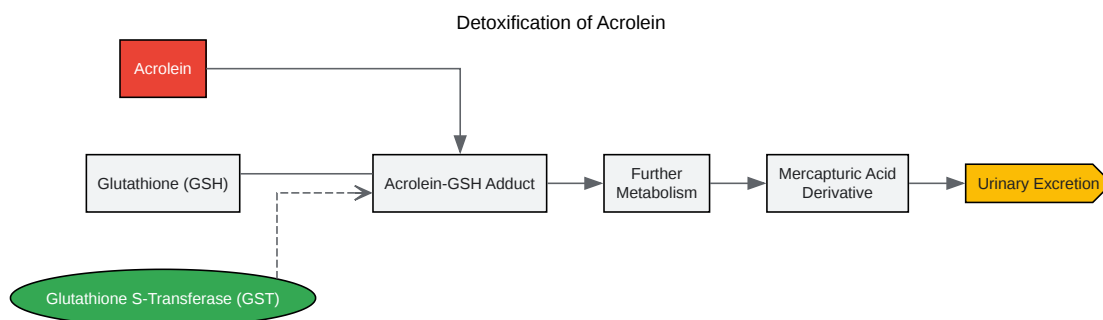 Detoxification of Acrolein
Acrolein
Glutathione (GSH)
Acrolein-GSH Adduct
Further
Metabolism
Mercapturic Acid
Derivative
Urinary Excretion
Glutathione S-Transferase (GST)